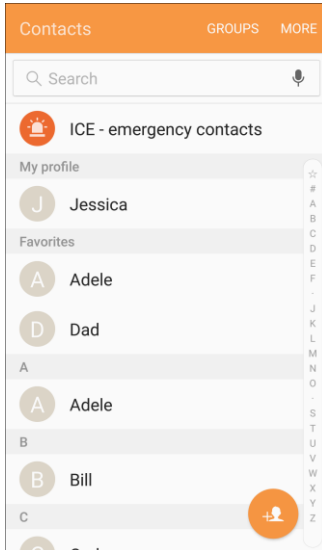 Contacts GROUPS MORE
Search
ICE - emergency contacts
My profile
J Jessica
Favorites
A Adele
D Dad
A
A Adele
B
B Bill
C
☆
#
A
B
C
D
E
F
·
J
K
L
M
N
O
·
S
T
U
V
W
X
Y
Z